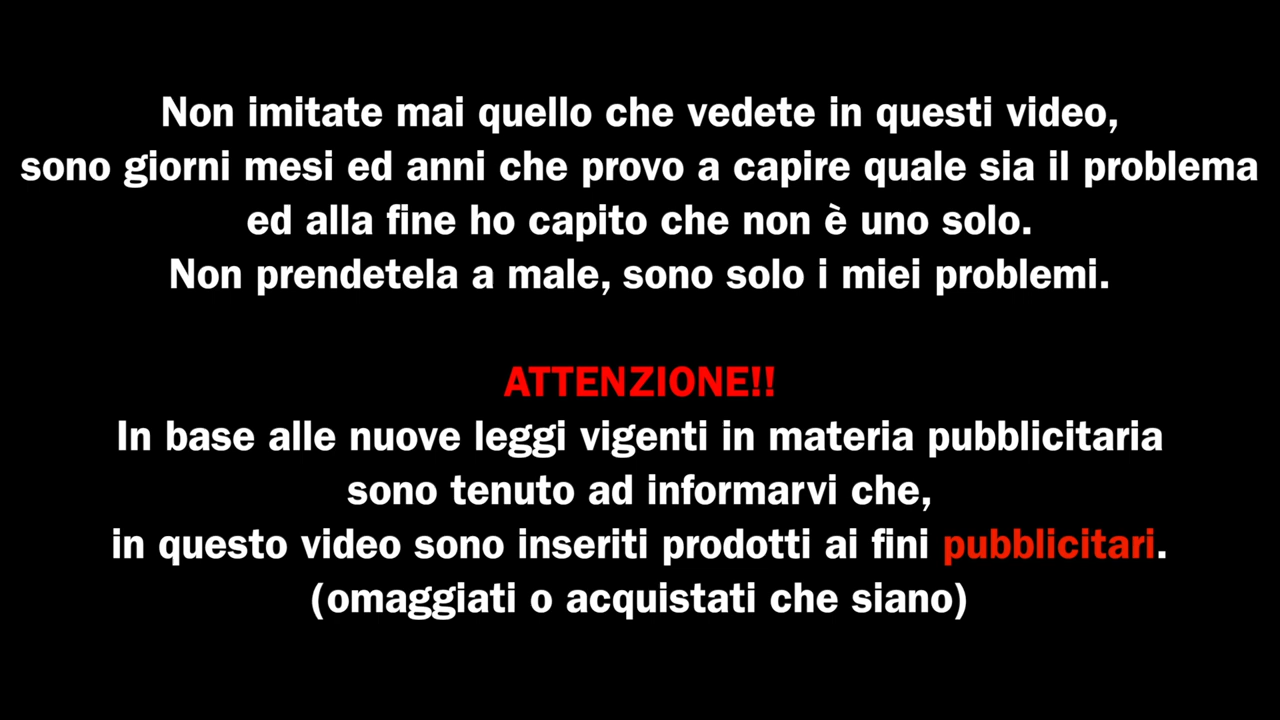 Non imitate mai quello che vedete in questi video,
sono giorni mesi ed anni che provo a capire quale sia il problema
ed alla fine ho capito che non è uno solo.
Non prendetela a male, sono solo i miei problemi.
ATTENZIONE!!
In base alle nuove leggi vigenti in materia pubblicitaria
sono tenuto ad informarvi che,
in questo video sono inseriti prodotti ai fini pubblicitari.
(omaggiati o acquistati che siano)